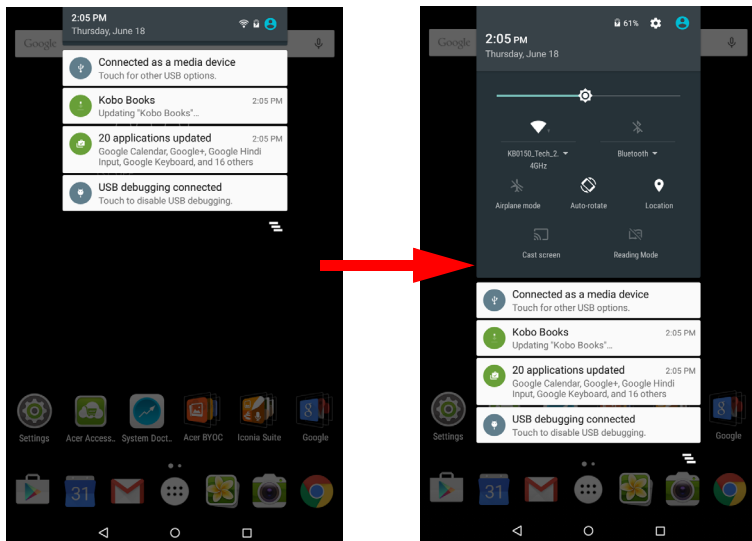 2:05 PM
Thursday, June 18
Google
Connected as a media device
Touch for other USB options.
Kobo Books 2:05 PM
Updating "Kobo Books"...
20 applications updated 2:05 PM
Google Calendar, Google+, Google Hindi
Input, Google Keyboard, and 16 others
USB debugging connected
Touch to disable USB debugging.
Settings Acer Access.. System Doct.. Acer BYOC Iconia Suite Google
31
61%
2:05 PM
Thursday, June 18
Google
KB0150_Tech_2.
4GHz
Bluetooth
Airplane mode Auto-rotate Location
Cast screen Reading Mode
Connected as a media device
Touch for other USB options.
Kobo Books 2:05 PM
Updating "Kobo Books"...
20 applications updated 2:05 PM
Google Calendar, Google+, Google Hindi
Input, Google Keyboard, and 16 others
USB debugging connected
Touch to disable USB debugging.
Settings Google
31